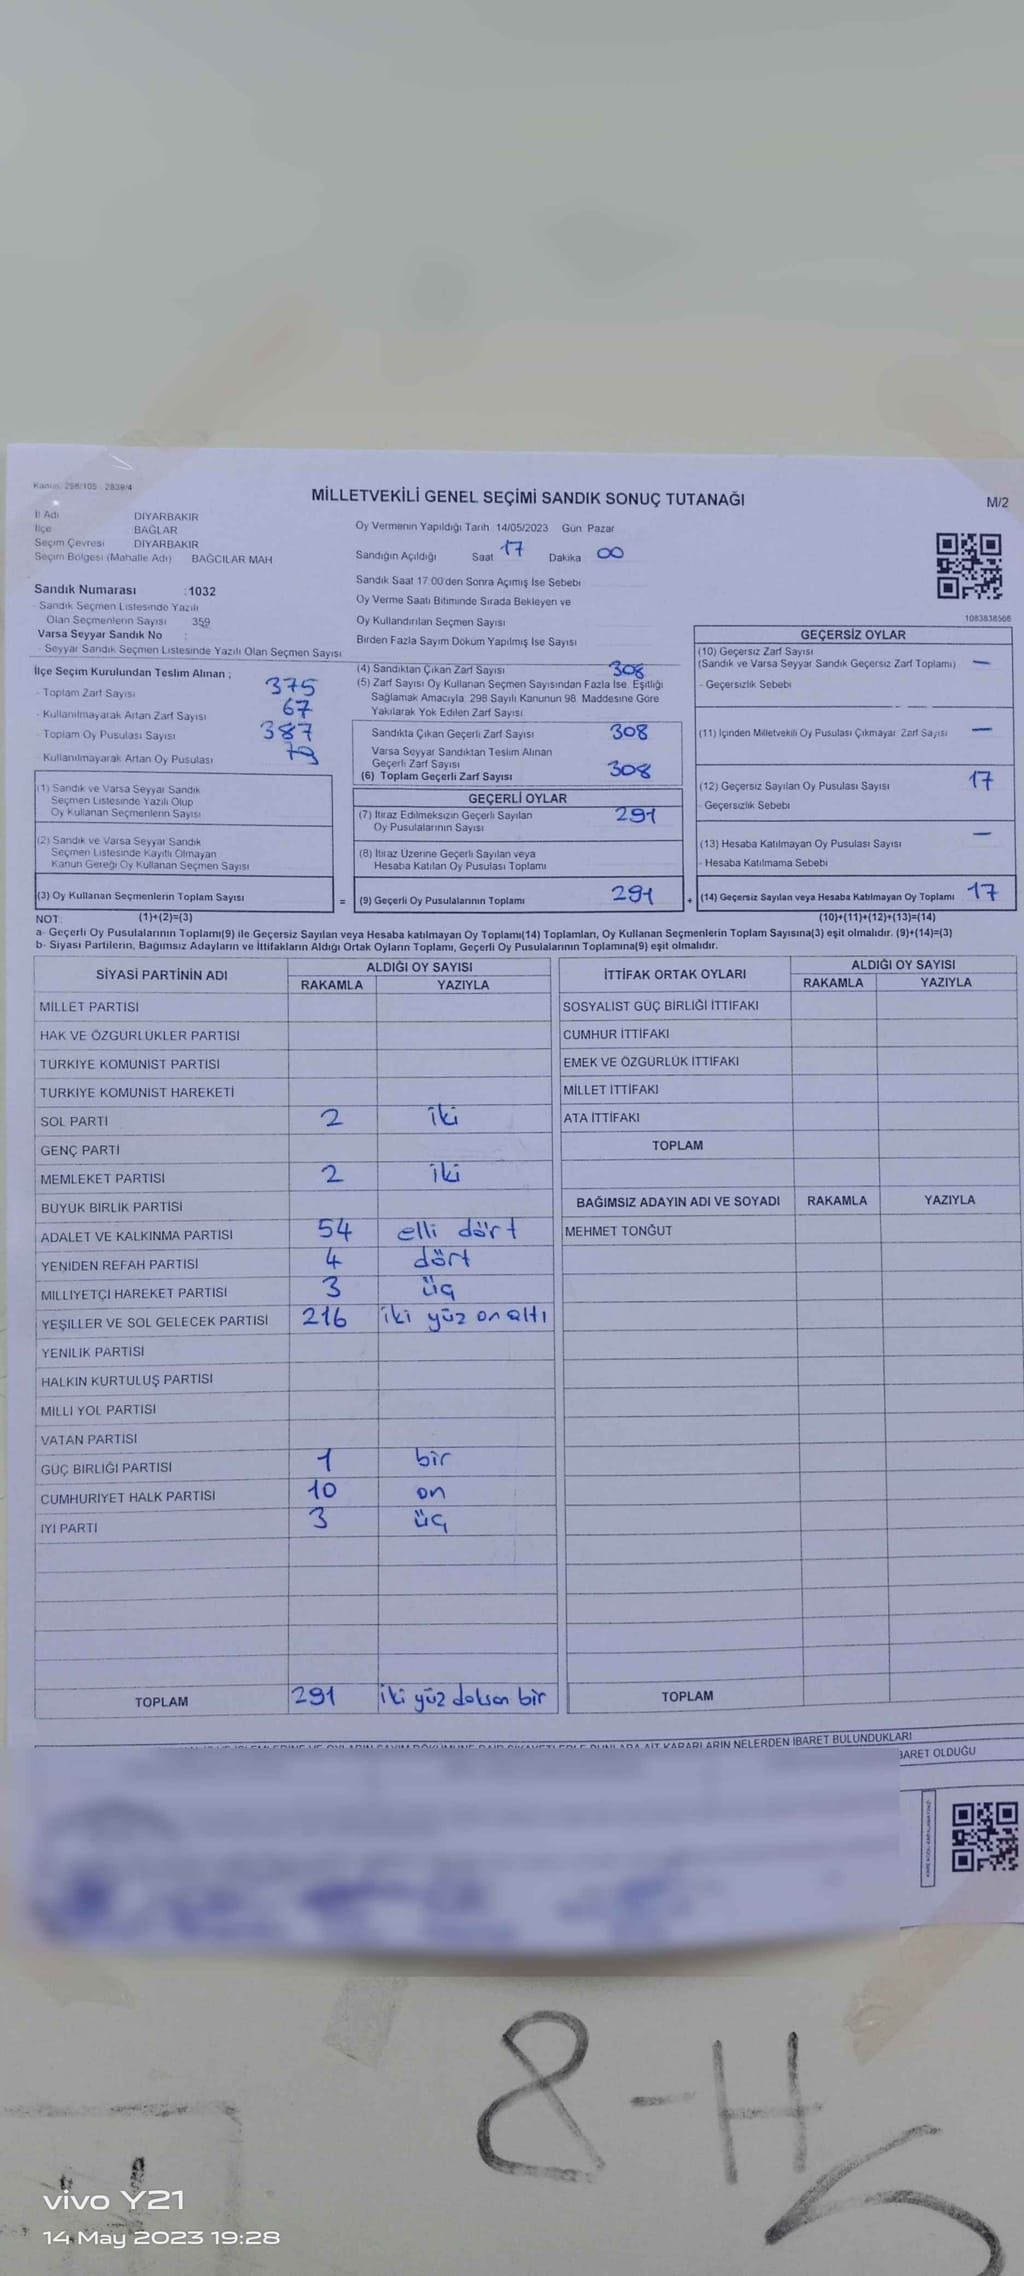 Kanun: 298/105 - 2839/4
MİLLETVEKİLİ GENEL SEÇİMİ SANDIK SONUÇ TUTANAĞI
M/2
İl Adı DİYARBAKIR
İlçe BAĞLAR
Seçim Çevresi DİYARBAKIR
Seçim Bölgesi (Mahalle Adı) BAĞCILAR MAH
Oy Vermenin Yapıldığı Tarih :14/05/2023 Gün: Pazar
Sandığın Açıldığı Saat 17 Dakika 00
Sandık Saat 17:00'den Sonra Açımış İse Sebebi
Oy Verme Saati Bitiminde Sırada Bekleyen ve
Oy Kullandırılan Seçmen Sayısı
Birden Fazla Sayım Döküm Yapılmış İse Sayısı
1083838566
Sandık Numarası :1032
- Sandık Seçmen Listesinde Yazılı
Olan Seçmenlerin Sayısı 359
Varsa Seyyar Sandık No :
- Seyyar Sandık Seçmen Listesinde Yazılı Olan Seçmen Sayısı
İlçe Seçim Kurulundan Teslim Alınan ;
- Toplam Zarf Sayısı 375
- Kullanılmayarak Artan Zarf Sayısı 67
- Toplam Oy Pusulası Sayısı 387
- Kullanılmayarak Artan Oy Pusulası 79
(1) Sandık ve Varsa Seyyar Sandık
Seçmen Listesinde Yazılı Olup
Oy Kullanan Seçmenlerin Sayısı
(2) Sandık ve Varsa Seyyar Sandık
Seçmen Listesinde Kayıtlı Olmayan
Kanun Gereği Oy Kullanan Seçmen Sayısı
(3) Oy Kullanan Seçmenlerin Toplam Sayısı
=
(4) Sandıktan Çıkan Zarf Sayısı 308
(5) Zarf Sayısı Oy Kullanan Seçmen Sayısından Fazla İse, Eşitliği
Sağlamak Amacıyla, 298 Sayılı Kanunun 98. Maddesine Göre
Yakılarak Yok Edilen Zarf Sayısı
Sandıkta Çıkan Geçerli Zarf Sayısı 308
Varsa Seyyar Sandıktan Teslim Alınan
Geçerli Zarf Sayısı
(6) Toplam Geçerli Zarf Sayısı 308
GEÇERLİ OYLAR
(7) İtiraz Edilmeksizin Geçerli Sayılan
Oy Pusulalarının Sayısı 291
(8) İtiraz Üzerine Geçerli Sayılan veya
Hesaba Katılan Oy Pusulası Toplamı
(9) Geçerli Oy Pusulalarının Toplamı 291
+
GEÇERSİZ OYLAR
(10) Geçersiz Zarf Sayısı
(Sandık ve Varsa Seyyar Sandık Geçersiz Zarf Toplamı) —
- Geçersizlik Sebebi
(11) İçinden Milletvekili Oy Pusulası Çıkmayan Zarf Sayısı —
(12) Geçersiz Sayılan Oy Pusulası Sayısı 17
- Geçersizlik Sebebi
(13) Hesaba Katılmayan Oy Pusulası Sayısı —
- Hesaba Katılmama Sebebi
(14) Geçersiz Sayılan veya Hesaba Katılmayan Oy Toplamı 17
NOT: (1)+(2)=(3) (10)+(11)+(12)+(13)=(14)
a- Geçerli Oy Pusulalarının Toplamı(9) ile Geçersiz Sayılan veya Hesaba katılmayan Oy Toplamı(14) Toplamları, Oy Kullanan Seçmenlerin Toplam Sayısına(3) eşit olmalıdır. (9)+(14)=(3)
b- Siyasi Partilerin, Bağımsız Adayların ve İttifakların Aldığı Ortak Oyların Toplamı, Geçerli Oy Pusulalarının Toplamına(9) eşit olmalıdır.
SİYASİ PARTİNİN ADI ALDIĞI OY SAYISI
RAKAMLA YAZIYLA
MİLLET PARTİSİ
HAK VE ÖZGÜRLÜKLER PARTİSİ
TÜRKİYE KOMÜNİST PARTİSİ
TÜRKİYE KOMÜNİST HAREKETİ
SOL PARTİ 2 iki
GENÇ PARTİ
MEMLEKET PARTİSİ 2 iki
BÜYÜK BİRLİK PARTİSİ
ADALET VE KALKINMA PARTİSİ 54 elli dört
YENİDEN REFAH PARTİSİ 4 dört
MİLLİYETÇİ HAREKET PARTİSİ 3 üç
YEŞİLLER VE SOL GELECEK PARTİSİ 216 iki yüz on altı
YENİLİK PARTİSİ
HALKIN KURTULUŞ PARTİSİ
MİLLİ YOL PARTİSİ
VATAN PARTİSİ
GÜÇ BİRLİĞİ PARTİSİ 1 bir
CUMHURİYET HALK PARTİSİ 10 on
İYİ PARTİ 3 üç
TOPLAM 291 iki yüz doksan bir
İTTİFAK ORTAK OYLARI ALDIĞI OY SAYISI
RAKAMLA YAZIYLA
SOSYALİST GÜÇ BİRLİĞİ İTTİFAKI
CUMHUR İTTİFAKI
EMEK VE ÖZGÜRLÜK İTTİFAKI
MİLLET İTTİFAKI
ATA İTTİFAKI
TOPLAM
BAĞIMSIZ ADAYIN ADI VE SOYADI RAKAMLA YAZIYLA
MEHMET TONĞUT
TOPLAM
KARARLARIN NELERDEN İBARET BULUNDUKLARI
BARET OLDUĞU
8-H
5
vivo Y21
14 May 2023 19:28